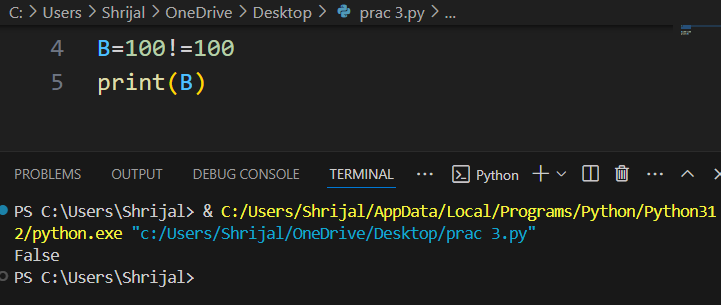 C: > Users > Shrijal > OneDrive > Desktop > prac 3.py > ...
4 B=100!=100
5 print(B)
PROBLEMS OUTPUT DEBUG CONSOLE TERMINAL ... Python
PS C:\Users\Shrijal> & C:/Users/Shrijal/AppData/Local/Programs/Python/Python31
2/python.exe "c:/Users/Shrijal/OneDrive/Desktop/prac 3.py"
False
PS C:\Users\Shrijal>